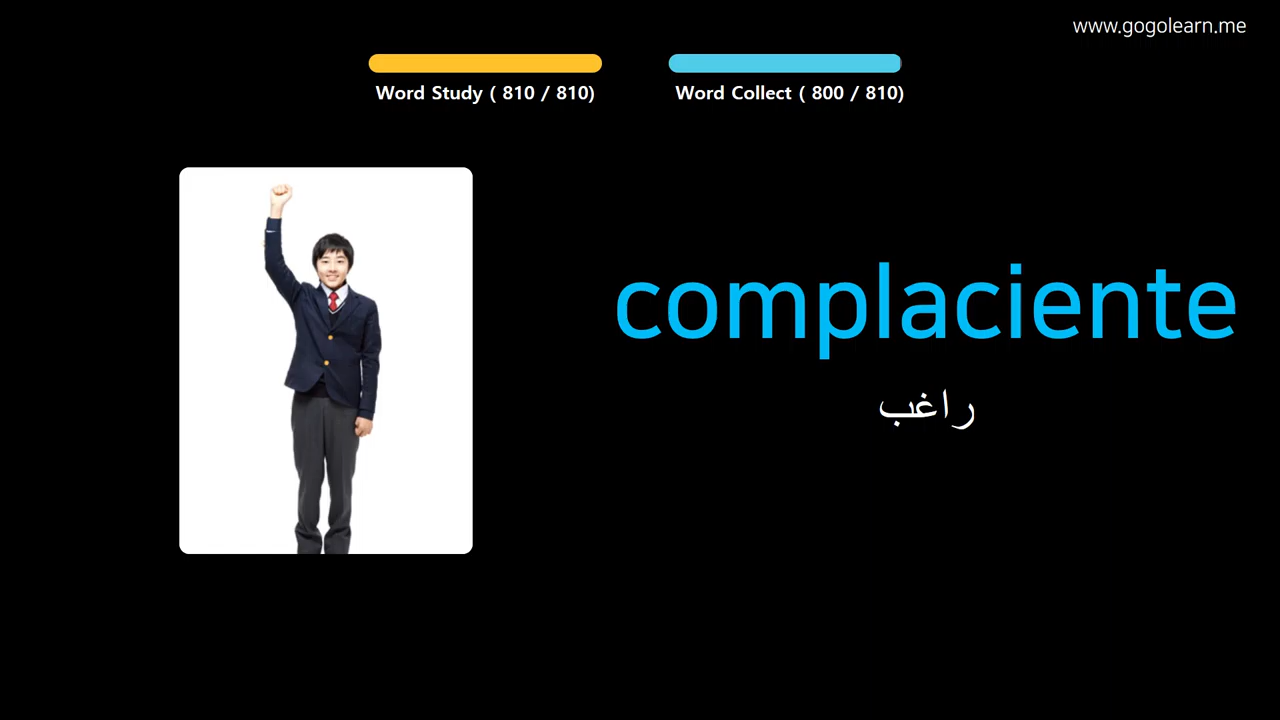 www.gogolearn.me
Word Study ( 810 / 810)
Word Collect ( 800 / 810)
complaciente
راغب